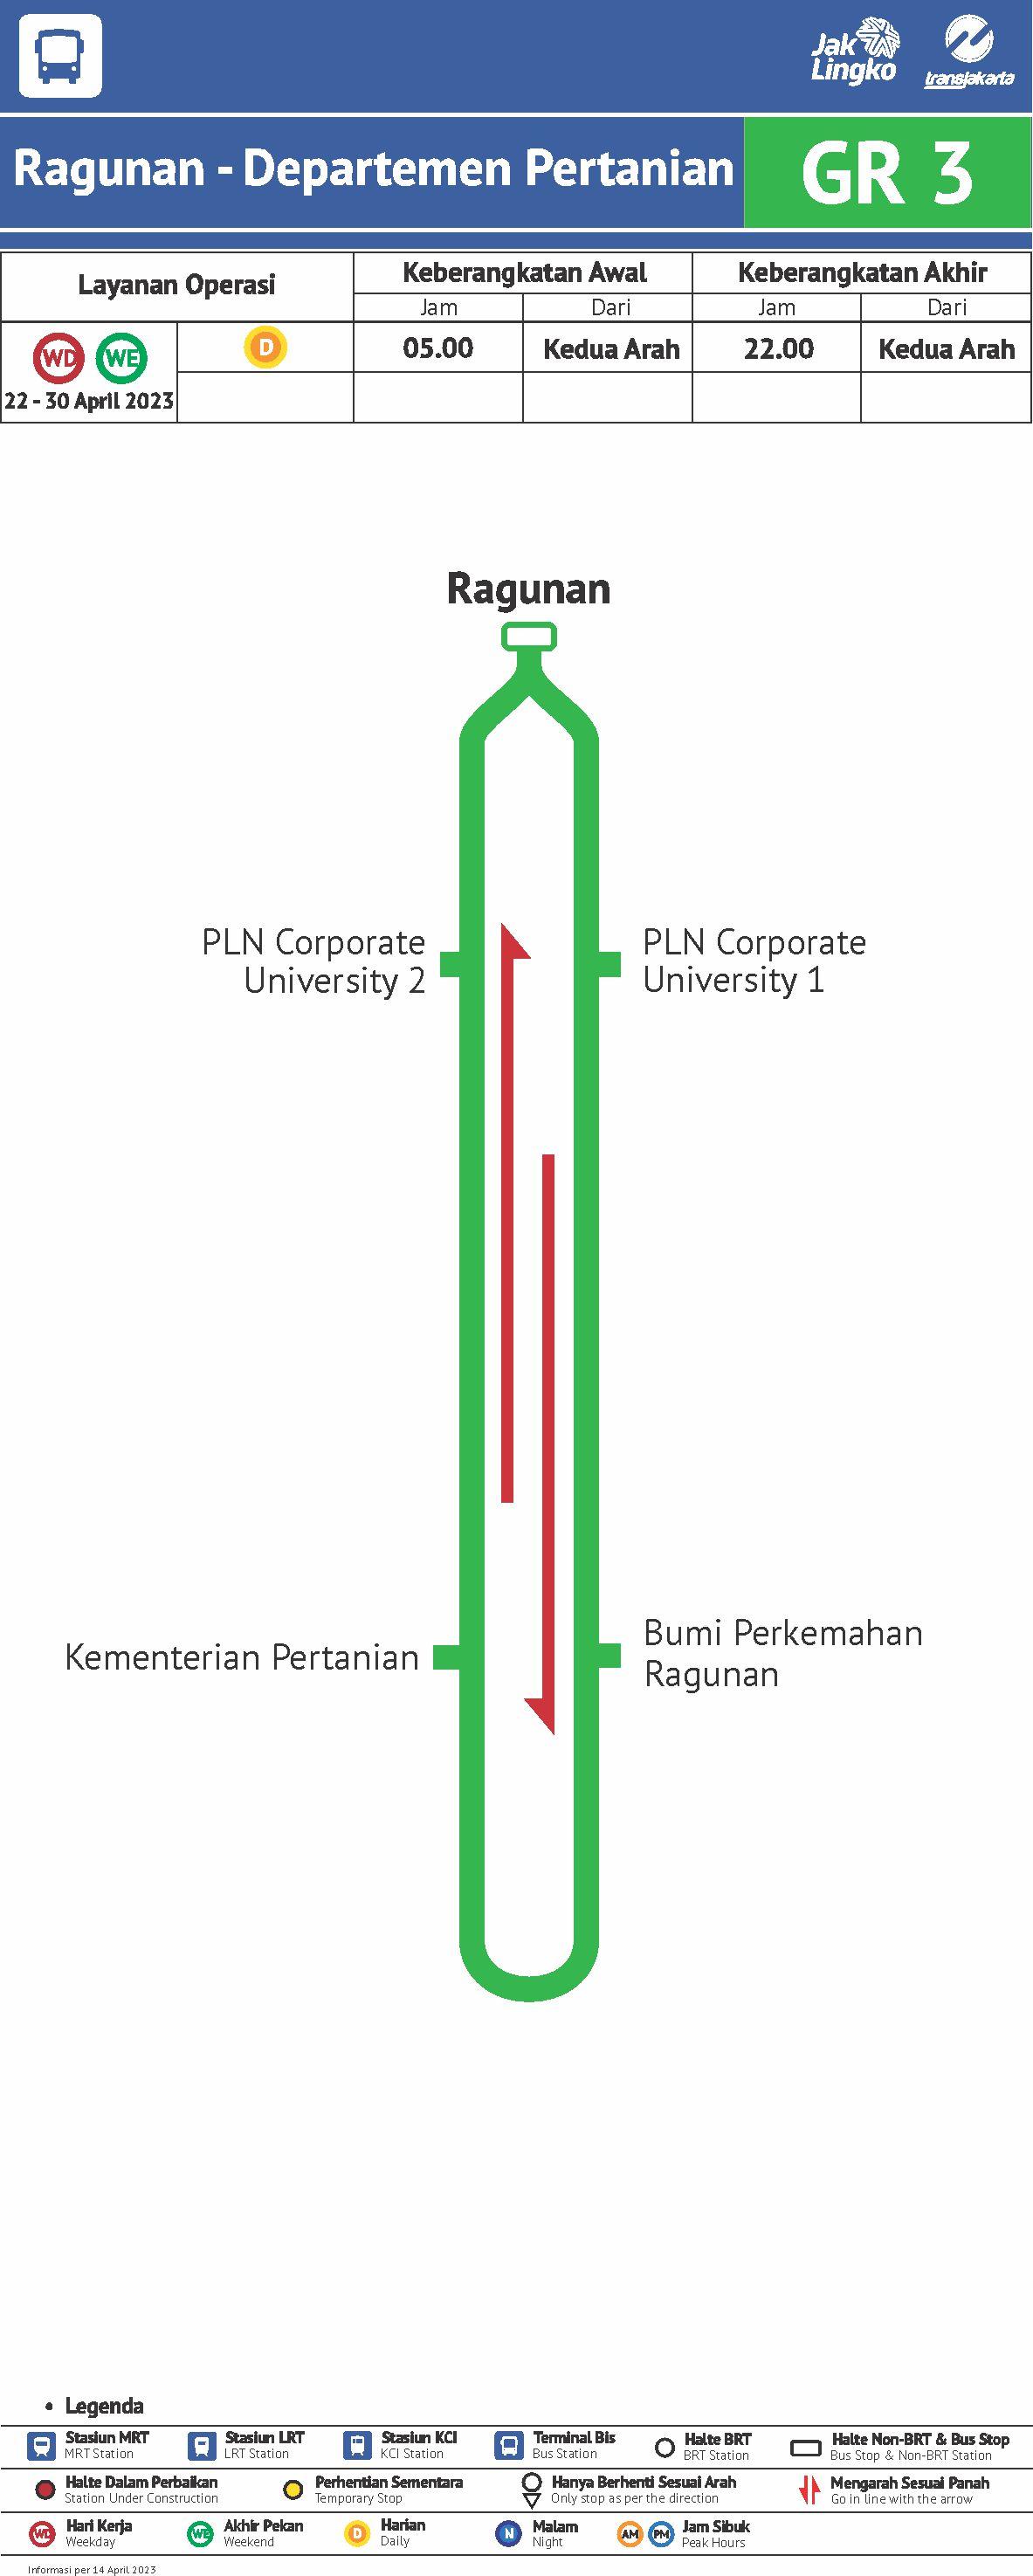 Jak
Lingko
transjakarta
Ragunan - Departemen Pertanian
GR 3
Layanan Operasi
Keberangkatan Awal
Keberangkatan Akhir
Jam
Dari
Jam
Dari
WD WE
D
05.00
Kedua Arah
22.00
Kedua Arah
22 - 30 April 2023
Ragunan
PLN Corporate
University 2
PLN Corporate
University 1
Kementerian Pertanian
Bumi Perkemahan
Ragunan
• Legenda
Stasiun MRT
MRT Station
Stasiun LRT
LRT Station
Stasiun KCI
KCI Station
Terminal Bis
Bus Station
Halte BRT
BRT Station
Halte Non-BRT & Bus Stop
Bus Stop & Non-BRT Station
Halte Dalam Perbaikan
Station Under Construction
Perhentian Sementara
Temporary Stop
Hanya Berhenti Sesuai Arah
Only stop as per the direction
Mengarah Sesuai Panah
Go in line with the arrow
WD
Hari Kerja
Weekday
WE
Akhir Pekan
Weekend
D
Harian
Daily
N
Malam
Night
AM PM
Jam Sibuk
Peak Hours
Informasi per 14 April 2023